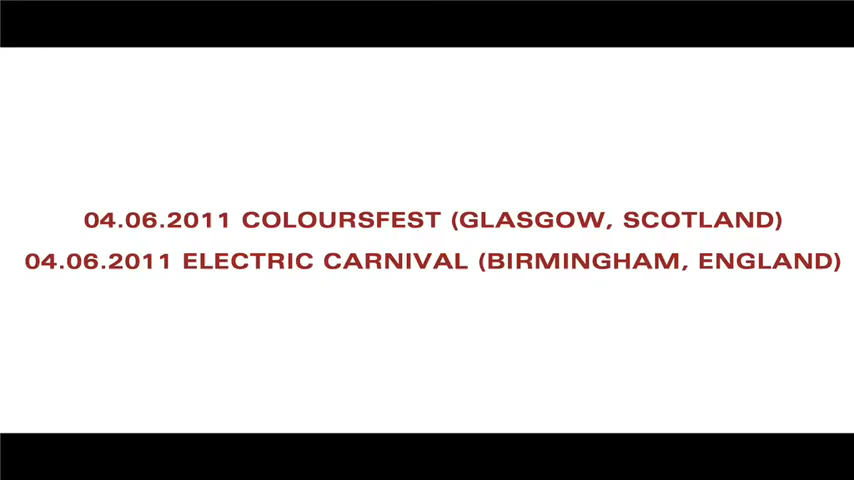 04.06.2011 COLOURSFEST (GLASGOW, SCOTLAND)
04.06.2011 ELECTRIC CARNIVAL (BIRMINGHAM, ENGLAND)